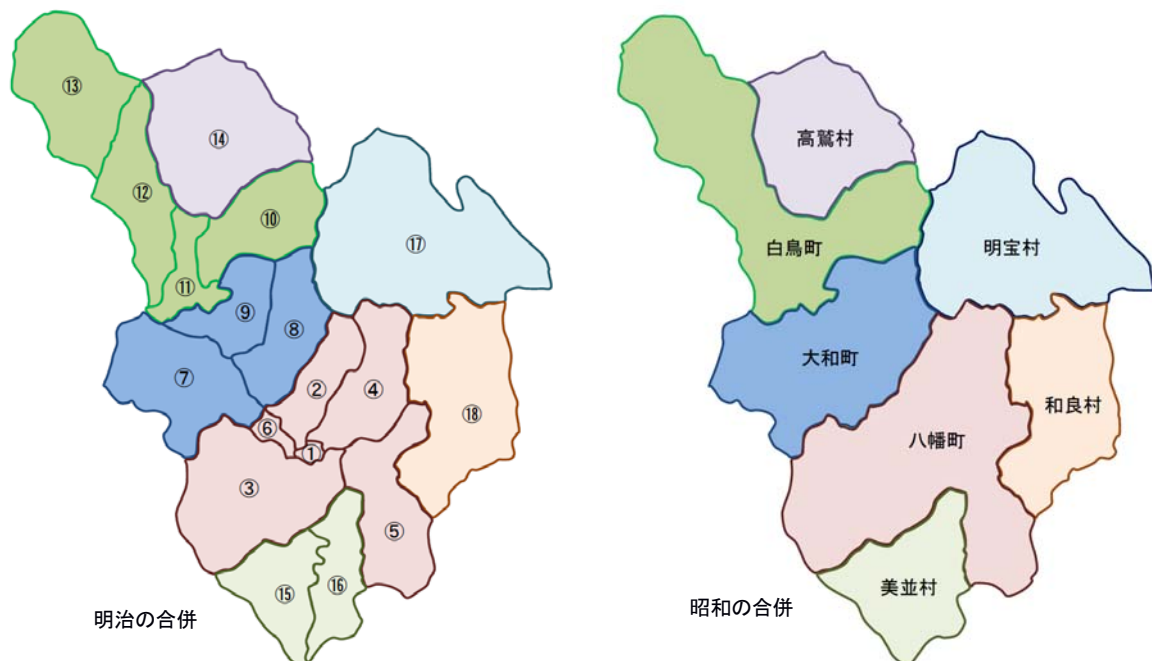 ⑬
⑭
⑫
⑩
⑰
⑪
⑨
⑧
⑦
②
④
⑥
⑱
①
③
⑤
⑮
⑯
明治の合併
高鷲村
白鳥町
明宝村
大和町
和良村
八幡町
美並村
昭和の合併